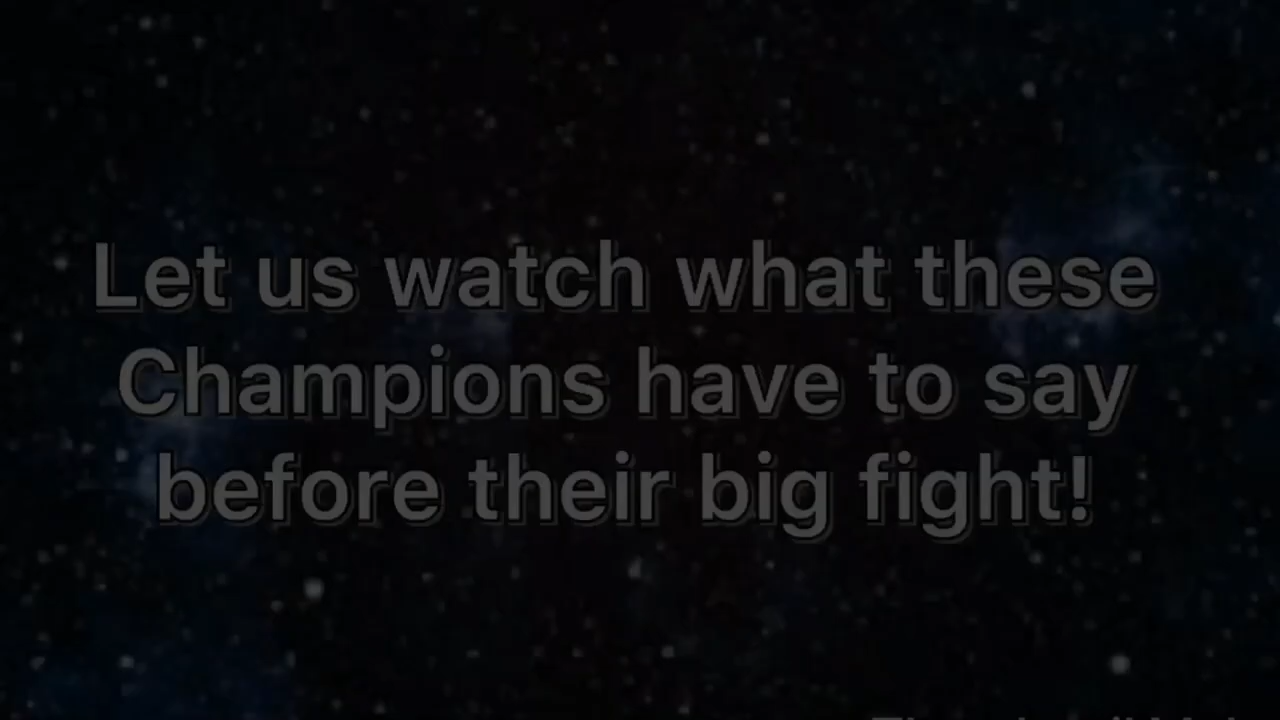 Let us watch what these
Champions have to say
before their big fight!